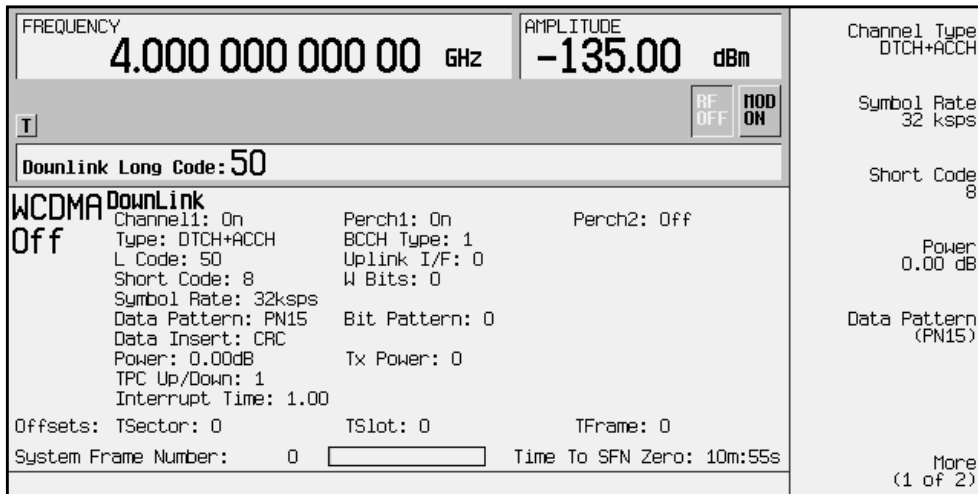 FREQUENCY
4.000 000 000 00 GHz
AMPLITUDE
-135.00 dBm
T
RF OFF
MOD ON
Downlink Long Code: 50
WCDMA Off
DownLink
Channel1: On Perch1: On Perch2: Off
Type: DTCH+ACCH BCCH Type: 1
L Code: 50 Uplink I/F: 0
Short Code: 8 W Bits: 0
Symbol Rate: 32ksps
Data Pattern: PN15 Bit Pattern: 0
Data Insert: CRC
Power: 0.00dB Tx Power: 0
TPC Up/Down: 1
Interrupt Time: 1.00
Offsets: TSector: 0 TSlot: 0 TFrame: 0
System Frame Number: 0 Time To SFN Zero: 10m:55s
Channel Type
DTCH+ACCH
Symbol Rate
32 ksps
Short Code
8
Power
0.00 dB
Data Pattern
(PN15)
More
(1 of 2)